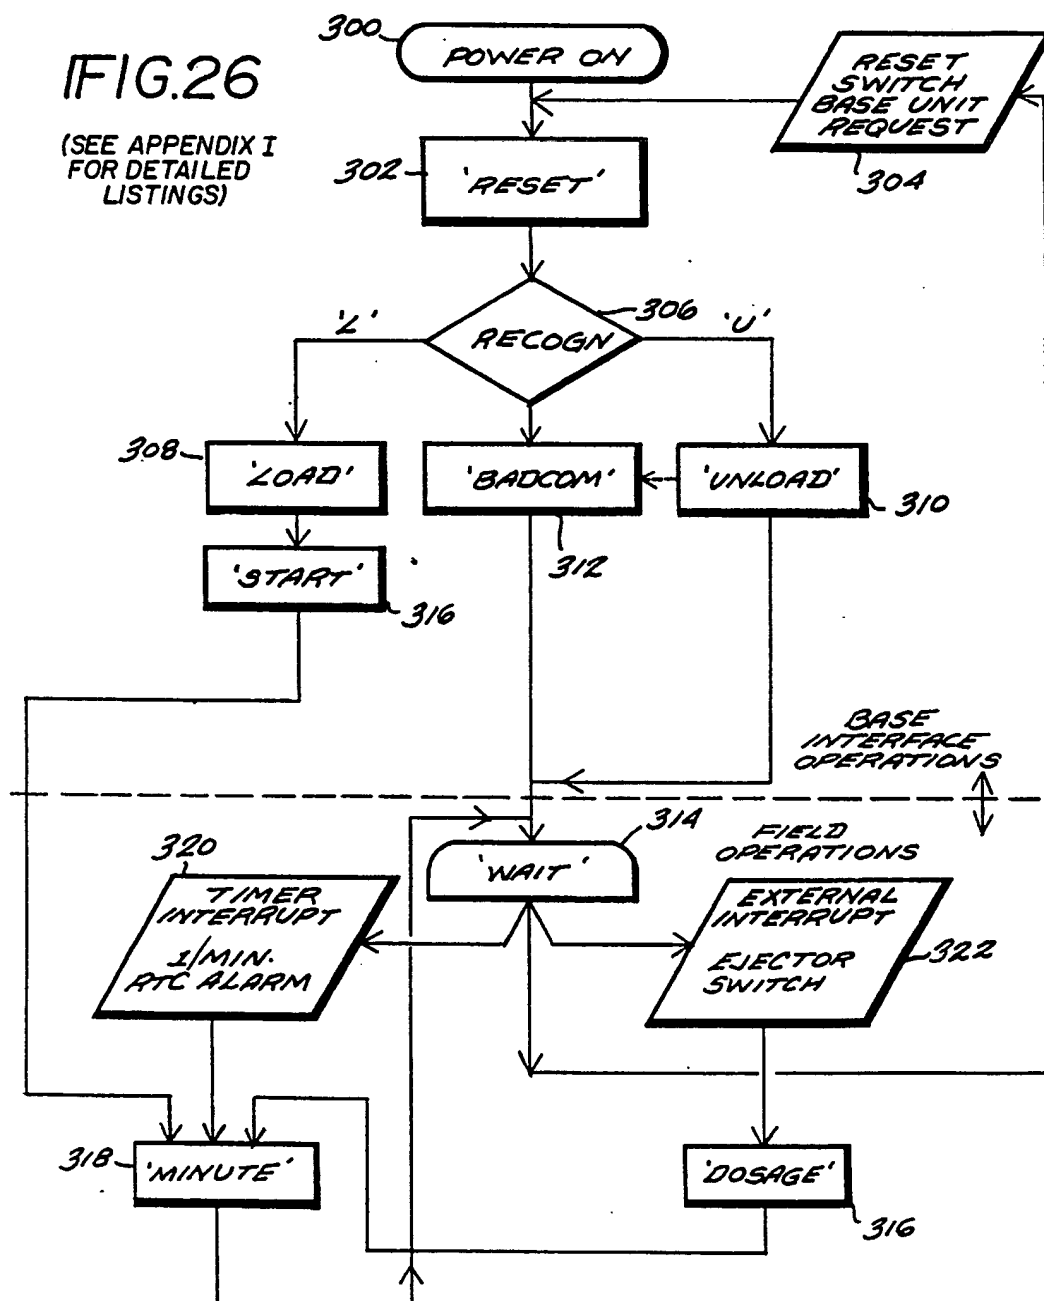 FIG.26
(SEE APPENDIX I
FOR DETAILED
LISTINGS)
300
POWER ON
RESET
SWITCH
BASE UNIT
REQUEST
304
302
'RESET'
306
RECOGN
'L'
'U'
308
'LOAD'
'BADCOM'
'UNLOAD'
310
312
'START'
316
BASE
INTERFACE
OPERATIONS
314
FIELD
OPERATIONS
'WAIT'
320
TIMER
INTERRUPT
1/MIN.
RTC ALARM
EXTERNAL
INTERRUPT
EJECTOR
SWITCH
322
318
'MINUTE'
'DOSAGE'
316